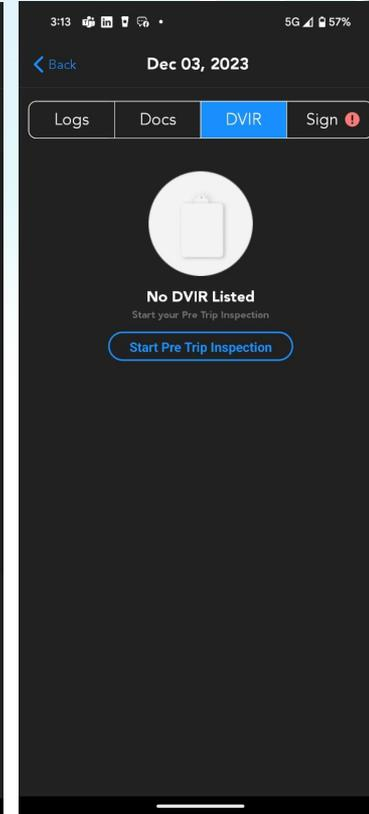 3:13 in 5G 57%
Back Dec 03, 2023
Logs Docs DVIR Sign !
No DVIR Listed
Start your Pre Trip Inspection
Start Pre Trip Inspection